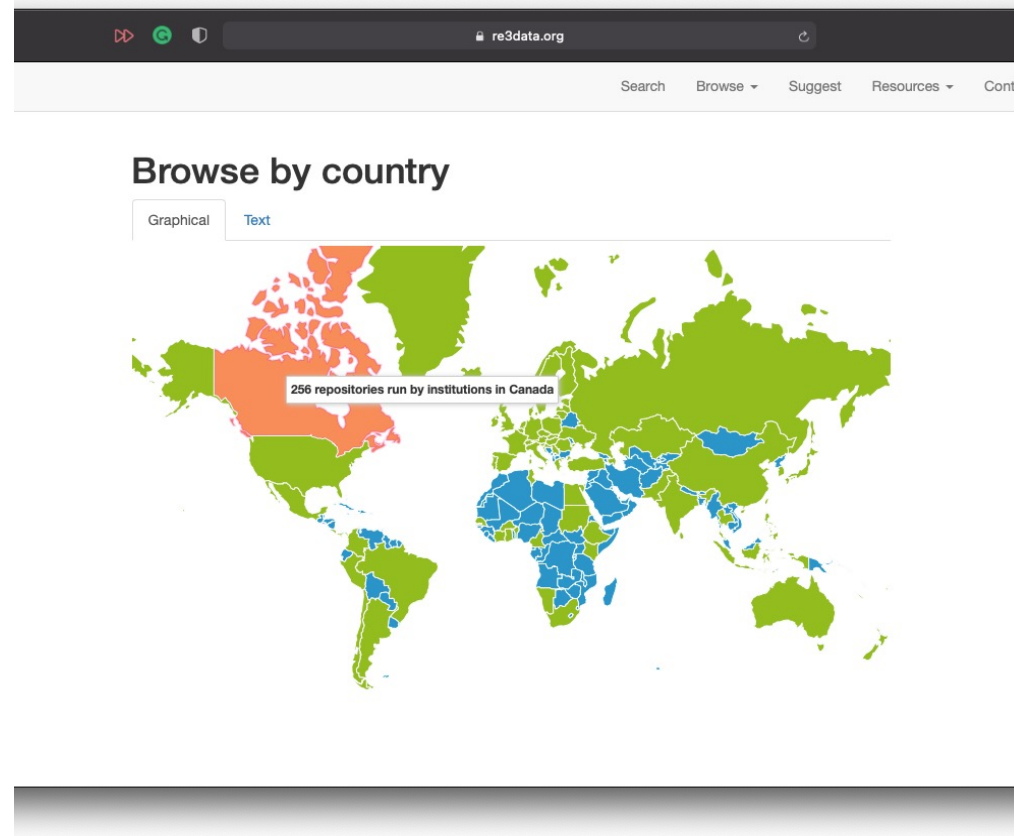 re3data.org
Search Browse Suggest Resources Cont
Browse by country
Graphical Text
256 repositories run by institutions in Canada